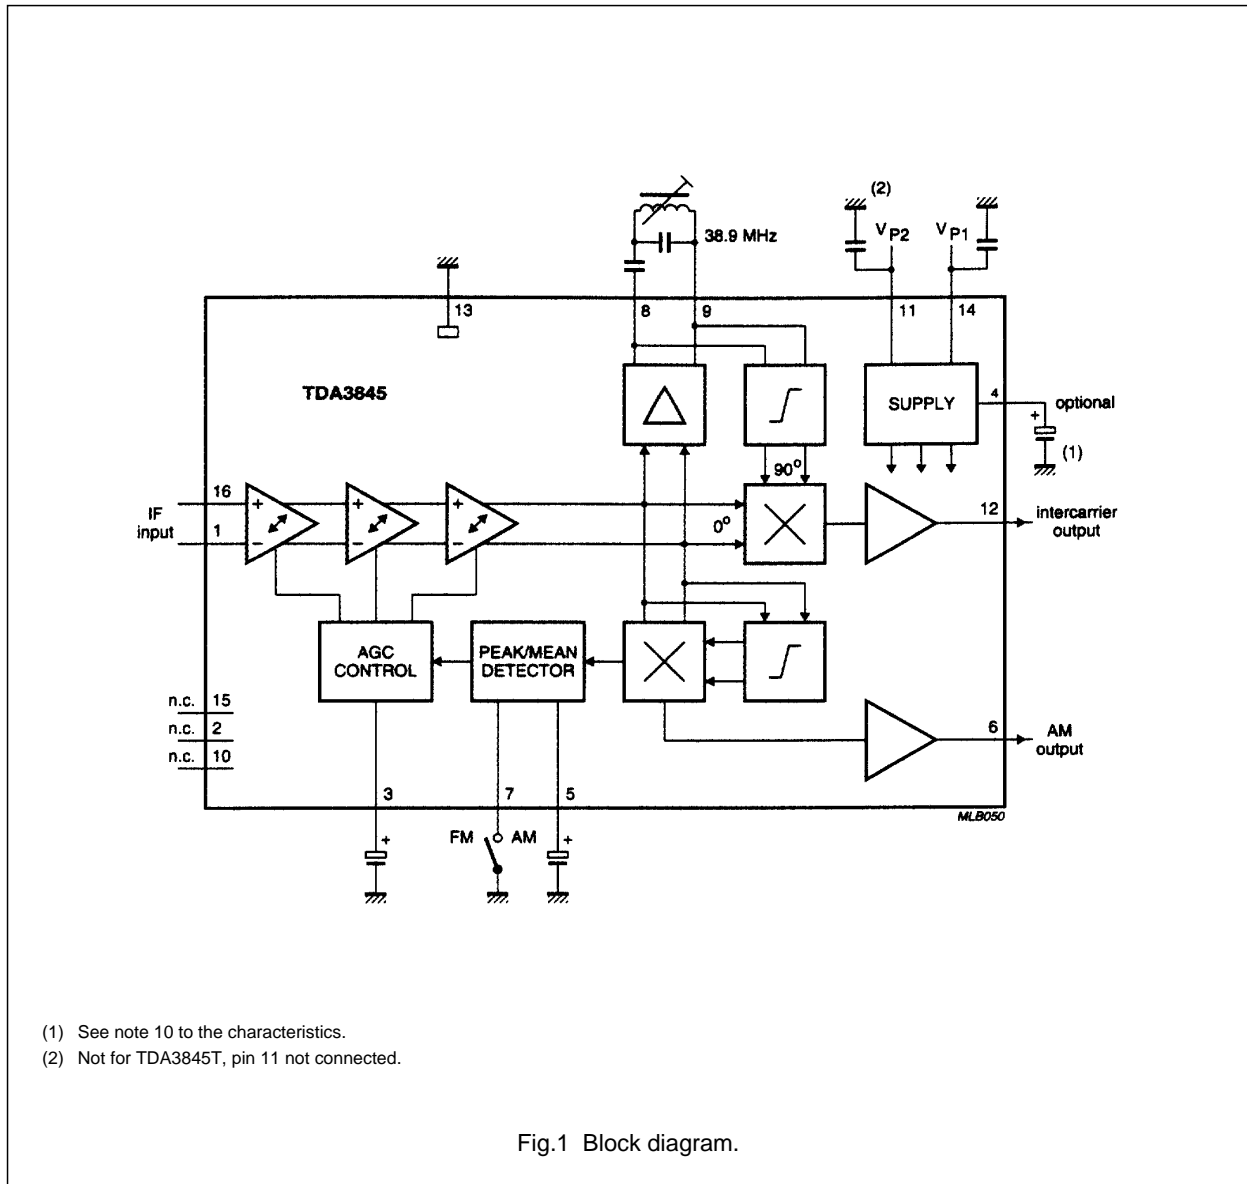 (2)
V P2
V P1
38.9 MHz
13
8
9
11
14
TDA3845
SUPPLY
4
optional
+
(1)
90°
16
IF
input
1
+
-
+
-
+
-
0°
12
intercarrier
output
AGC
CONTROL
PEAK/MEAN
DETECTOR
n.c. 15
n.c. 2
n.c. 10
6
AM
output
3
7
5
MLB050
+
FM
AM
+
(1) See note 10 to the characteristics.
(2) Not for TDA3845T, pin 11 not connected.
Fig.1 Block diagram.